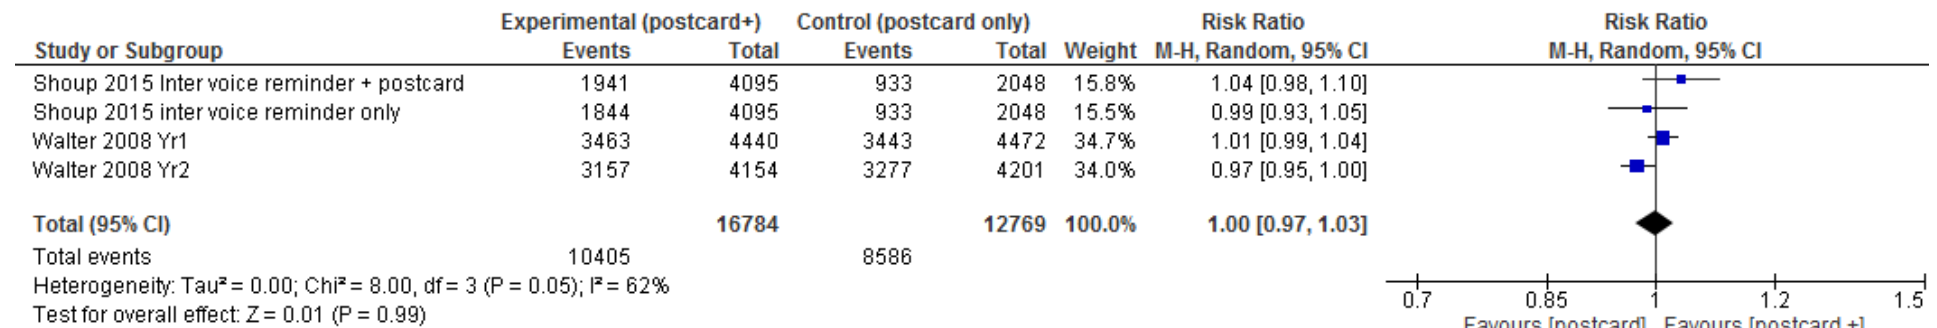 Experimental (postcard+) Control (postcard only) Risk Ratio Risk Ratio
Study or Subgroup Events Total Events Total Weight M-H, Random, 95% CI M-H, Random, 95% CI
Shoup 2015 Inter voice reminder + postcard 1941 4095 933 2048 15.8% 1.04 [0.98, 1.10]
Shoup 2015 inter voice reminder only 1844 4095 933 2048 15.5% 0.99 [0.93, 1.05]
Walter 2008 Yr1 3463 4440 3443 4472 34.7% 1.01 [0.99, 1.04]
Walter 2008 Yr2 3157 4154 3277 4201 34.0% 0.97 [0.95, 1.00]
Total (95% CI) 16784 12769 100.0% 1.00 [0.97, 1.03]
Total events 10405 8586
Heterogeneity: Tau² = 0.00; Chi² = 8.00, df = 3 (P = 0.05); I² = 62%
Test for overall effect: Z = 0.01 (P = 0.99)
0.7 0.85 1 1.2 1.5
Favours [postcard] Favours [postcard +]